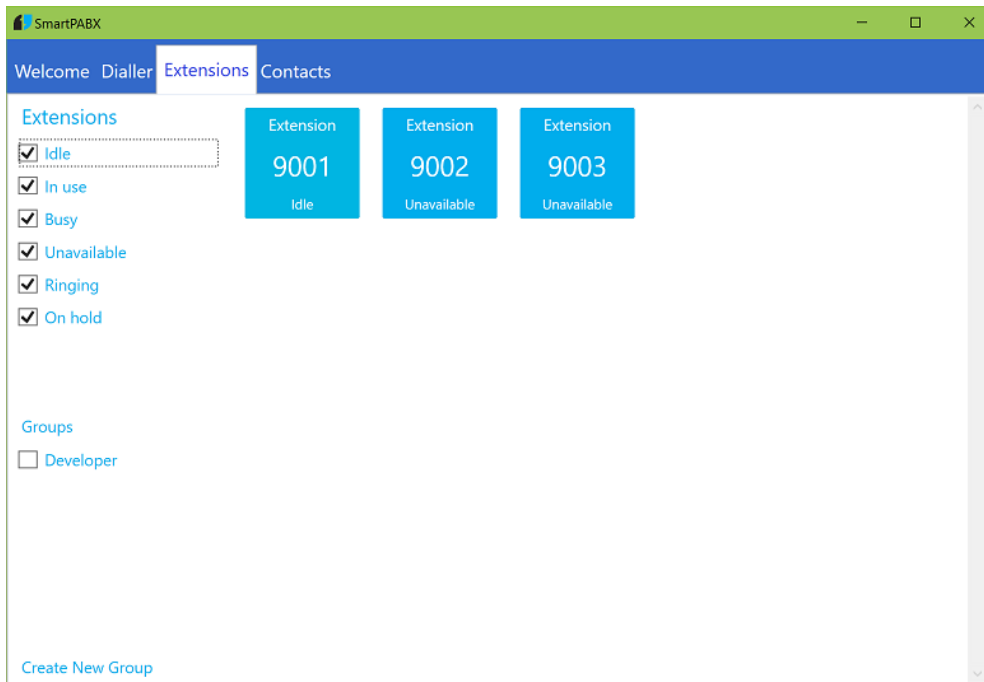 SmartPABX
Welcome Dialler Extensions Contacts
Extensions
Idle
In use
Busy
Unavailable
Ringing
On hold
Groups
Developer
Create New Group
Extension
9001
Idle
Extension
9002
Unavailable
Extension
9003
Unavailable